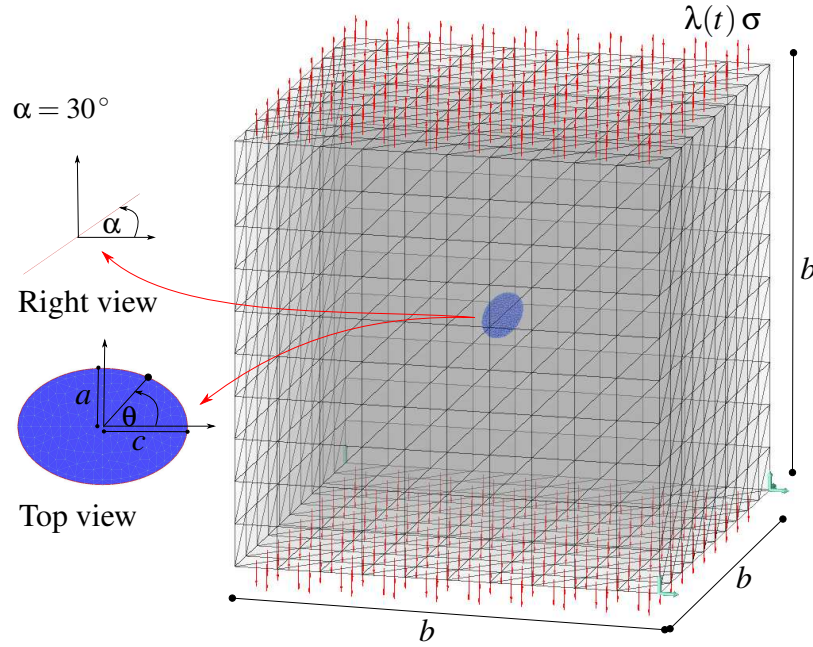 λ(t) σ
α = 30°
α
Right view
b
a
θ
c
Top view
b
b